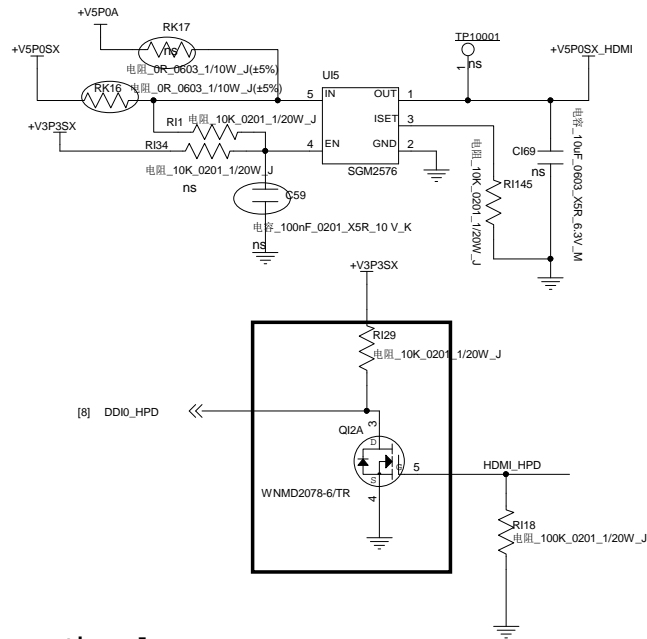 +V5P0A
RK17
+V5P0SX
ns
电阻_0R_0603_1/10W_J(±5%)
RK16
电阻_0R_0603_1/10W_J(±5%)
TP10001
1
ns
+V5P0SX_HDMI
UI5
5
IN
OUT
1
ISET
3
4
EN
GND
2
SGM2576
RI1
电阻_10K_0201_1/20W_J
+V3P3SX
RI34
电阻_10K_0201_1/20W_J
ns
C59
电容_100nF_0201_X5R_10 V_K
ns
电阻_10K_0201_1/20W_J
RI145
CI69
ns
电容_10uF_0603_X5R_6.3V_M
+V3P3SX
RI29
电阻_10K_0201_1/20W_J
[8] DDI0_HPD
3
QI2A
D
G
S
5
HDMI_HPD
4
WNMD2078-6/TR
RI18
电阻_100K_0201_1/20W_J